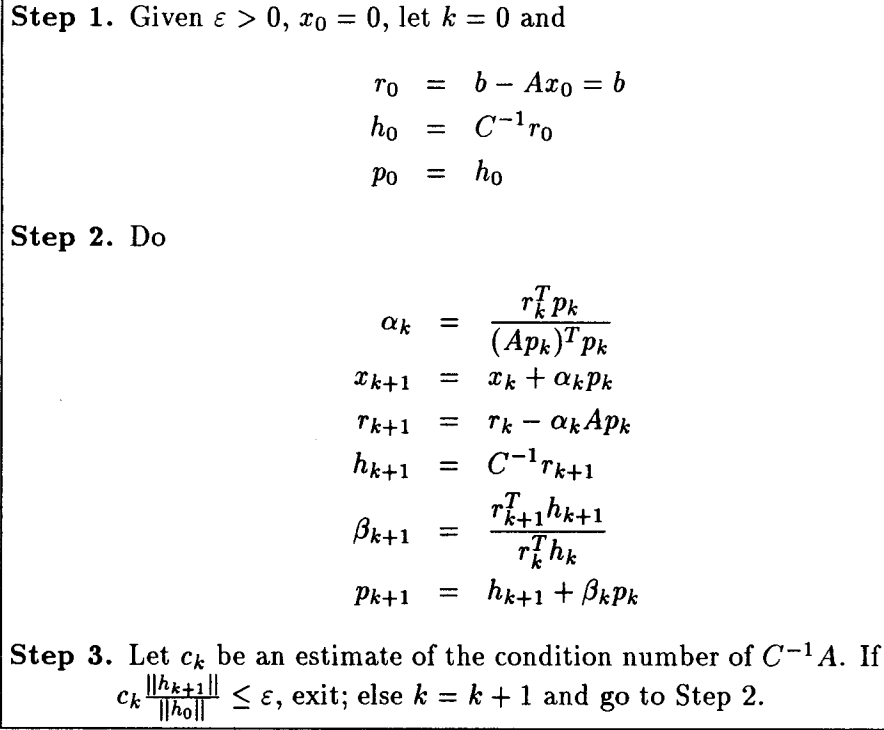 Step 1. Given ε > 0, x₀ = 0, let k = 0 and
r₀ = b − Ax₀ = b
h₀ = C⁻¹r₀
p₀ = h₀
Step 2. Do
αₖ = rₖᵀpₖ / (Apₖ)ᵀpₖ
xₖ₊₁ = xₖ + αₖpₖ
rₖ₊₁ = rₖ − αₖApₖ
hₖ₊₁ = C⁻¹rₖ₊₁
βₖ₊₁ = rₖ₊₁ᵀhₖ₊₁ / rₖᵀhₖ
pₖ₊₁ = hₖ₊₁ + βₖpₖ
Step 3. Let cₖ be an estimate of the condition number of C⁻¹A. If
cₖ ||hₖ₊₁|| / ||h₀|| ≤ ε, exit; else k = k + 1 and go to Step 2.